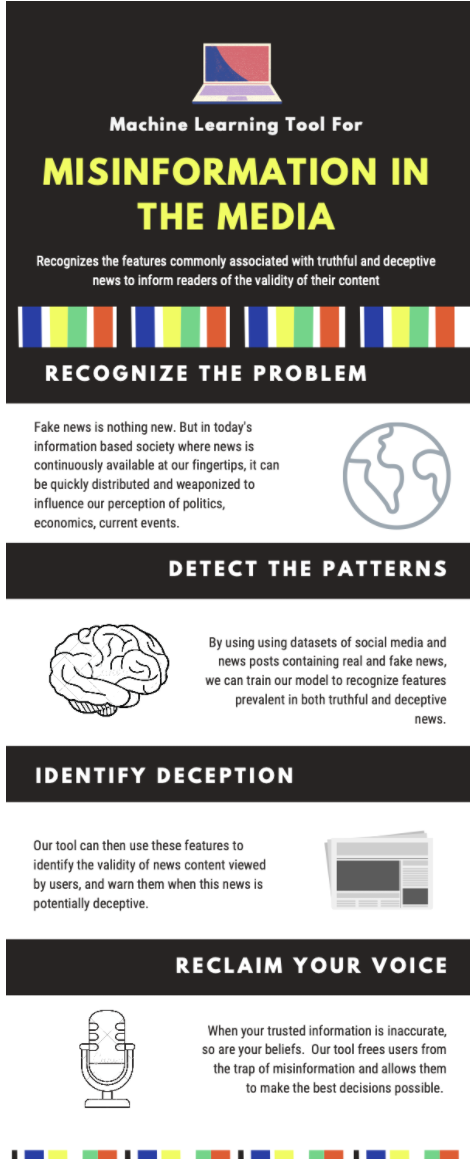 Machine Learning Tool For
MISINFORMATION IN
THE MEDIA
Recognizes the features commonly associated with truthful and deceptive
news to inform readers of the validity of their content
RECOGNIZE THE PROBLEM
Fake news is nothing new. But in today's
information based society where news is
continuously available at our fingertips, it can
be quickly distributed and weaponized to
influence our perception of politics,
economics, current events.
DETECT THE PATTERNS
By using using datasets of social media and
news posts containing real and fake news,
we can train our model to recognize features
prevalent in both truthful and deceptive
news.
IDENTIFY DECEPTION
Our tool can then use these features to
identify the validity of news content viewed
by users, and warn them when this news is
potentially deceptive.
RECLAIM YOUR VOICE
When your trusted information is inaccurate,
so are your beliefs. Our tool frees users from
the trap of misinformation and allows them
to make the best decisions possible.